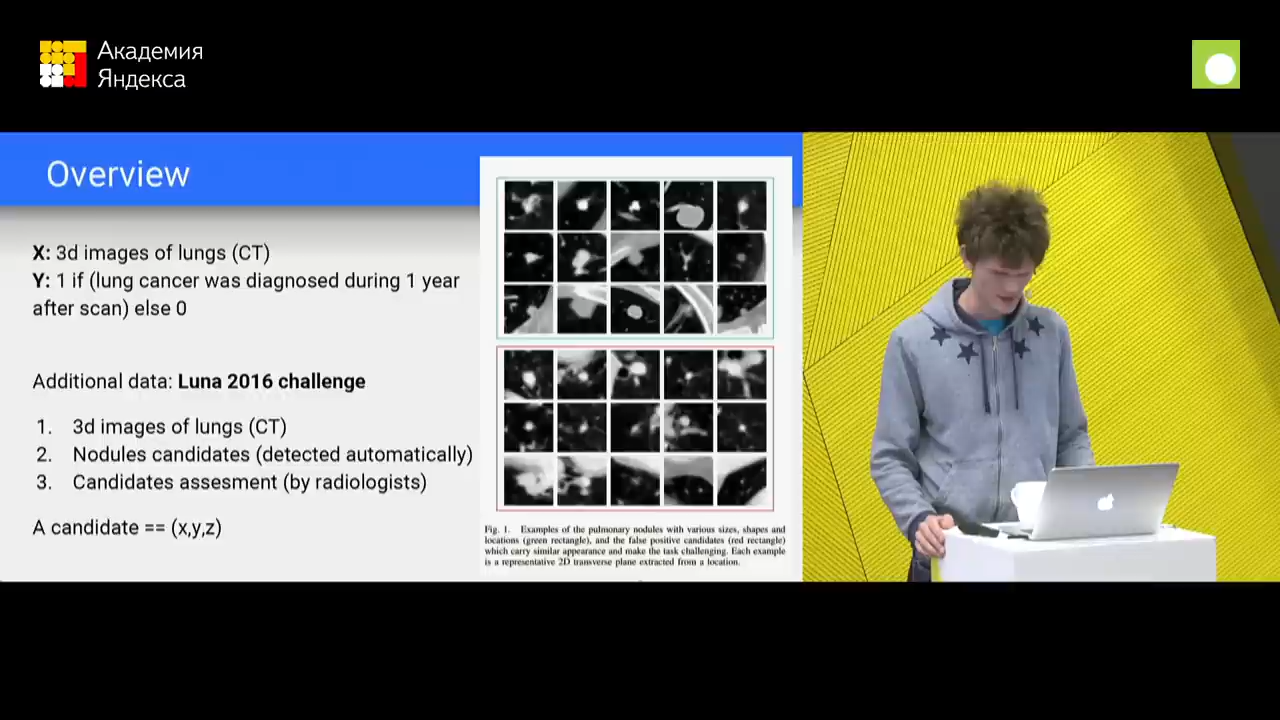 Академия
Яндекса
Overview
X: 3d images of lungs (CT)
Y: 1 if (lung cancer was diagnosed during 1 year
after scan) else 0
Additional data: Luna 2016 challenge
1. 3d images of lungs (CT)
2. Nodules candidates (detected automatically)
3. Candidates assesment (by radiologists)
A candidate == (x,y,z)
Fig. 1. Examples of the pulmonary nodules with various sizes, shapes and
locations (green rectangle), and the false positive candidates (red rectangle)
which carry similar appearance and make the task challenging. Each example
is a representative 2D transverse plane extracted from a location.